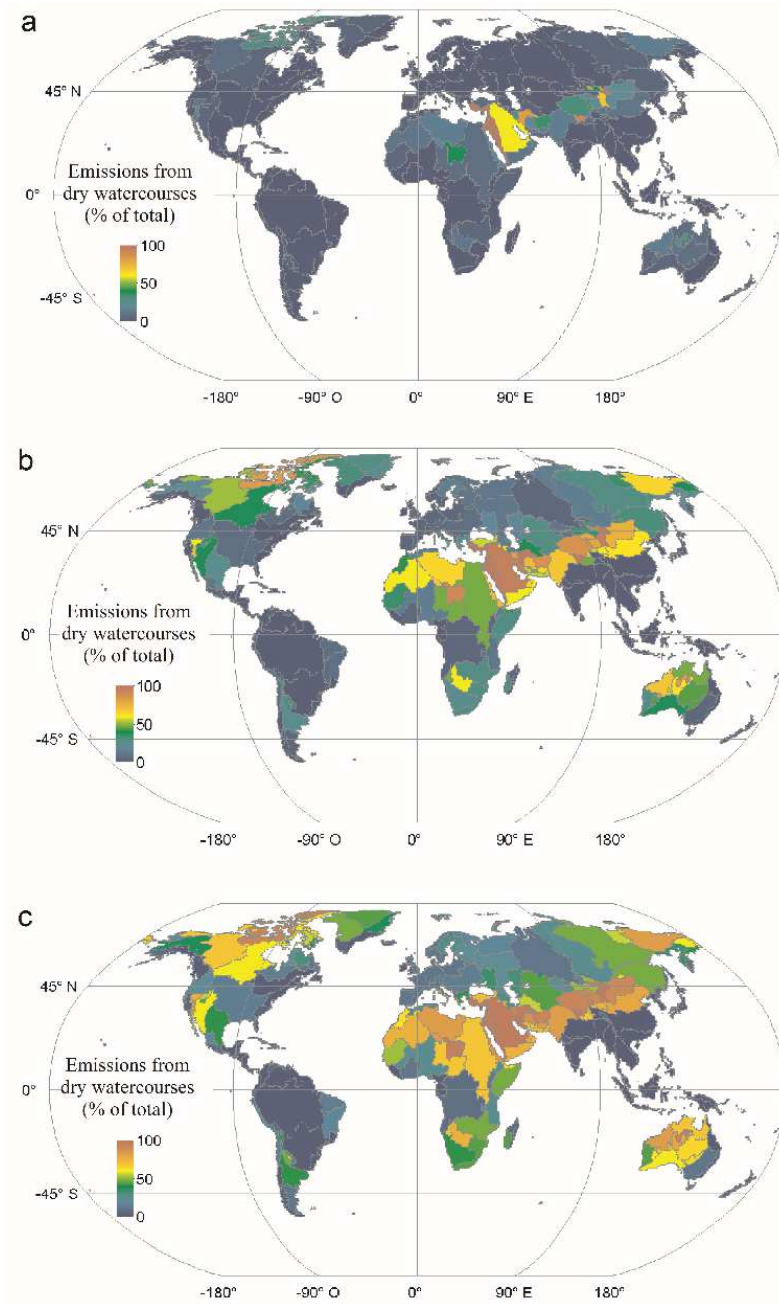 a
45° N
Emissions from
dry watercourses
(% of total)
0°
100
50
0
-45° S
-180°
-90° O
0°
90° E
180°
b
45° N
Emissions from
dry watercourses
(% of total)
0°
100
50
0
-45° S
-180°
-90° O
0°
90° E
180°
c
45° N
Emissions from
dry watercourses
(% of total)
0°
100
50
0
-45° S
-180°
-90° O
0°
90° E
180°